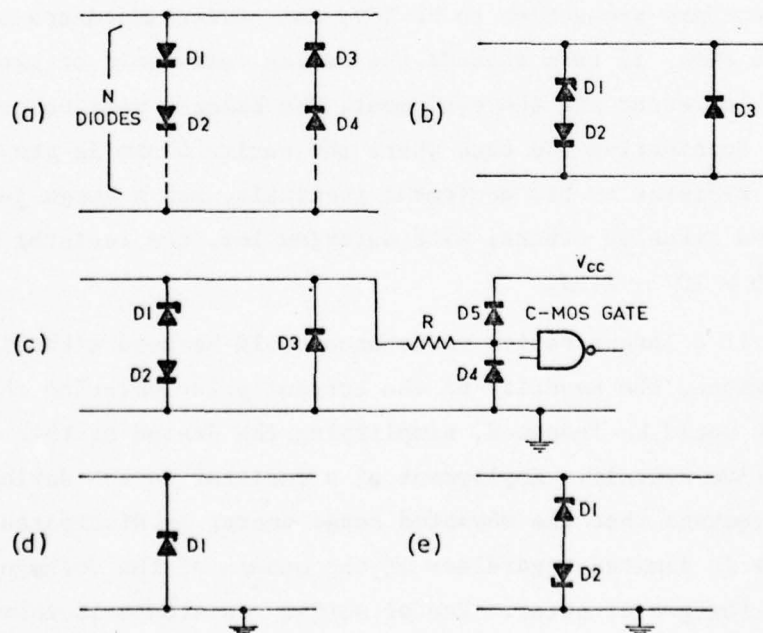 D1
D3
N
DIODES
D2
D4
(a)
D1
D2
D3
(b)
Vcc
D1
D5
C-MOS GATE
R
(c)
D2
D3
D4
(d)
D1
(e)
D1
D2